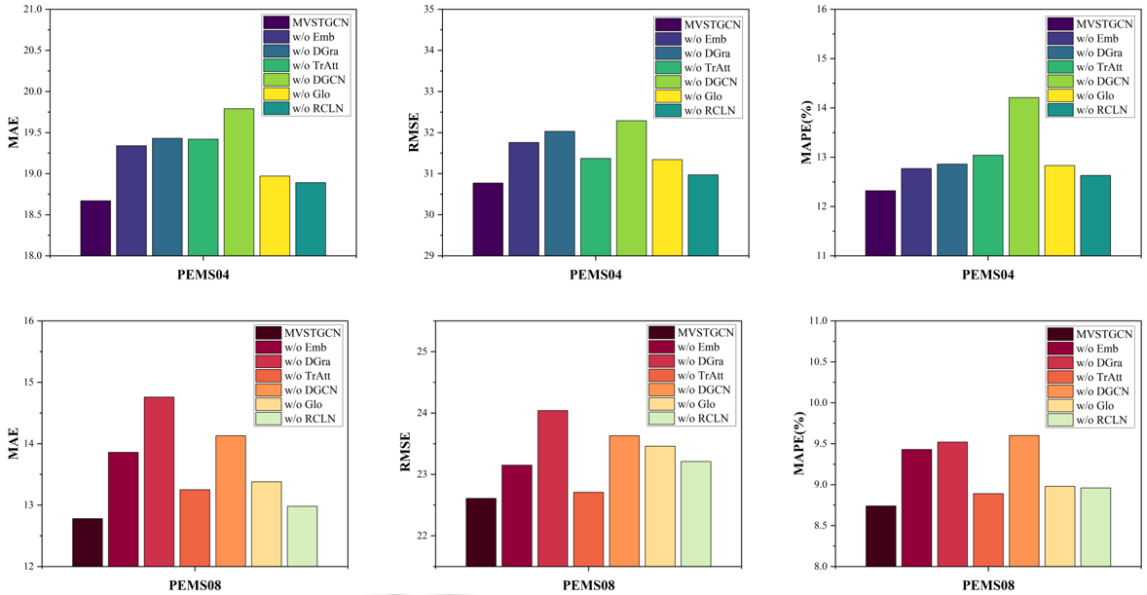 21.0
20.5
20.0
19.5
19.0
18.5
18.0
MAE
PEMS04
MVSTGCN
w/o Emb
w/o DGra
w/o TrAtt
w/o DGCN
w/o Glo
w/o RCLN
35
34
33
32
31
30
29
RMSE
PEMS04
MVSTGCN
w/o Emb
w/o DGra
w/o TrAtt
w/o DGCN
w/o Glo
w/o RCLN
16
15
14
13
12
11
MAPE(%)
PEMS04
MVSTGCN
w/o Emb
w/o DGra
w/o TrAtt
w/o DGCN
w/o Glo
w/o RCLN
16
15
14
13
12
MAE
PEMS08
MVSTGCN
w/o Emb
w/o DGra
w/o TrAtt
w/o DGCN
w/o Glo
w/o RCLN
25
24
23
22
RMSE
PEMS08
MVSTGCN
w/o Emb
w/o DGra
w/o TrAtt
w/o DGCN
w/o Glo
w/o RCLN
11.0
10.5
10.0
9.5
9.0
8.5
8.0
MAPE(%)
PEMS08
MVSTGCN
w/o Emb
w/o DGra
w/o TrAtt
w/o DGCN
w/o Glo
w/o RCLN